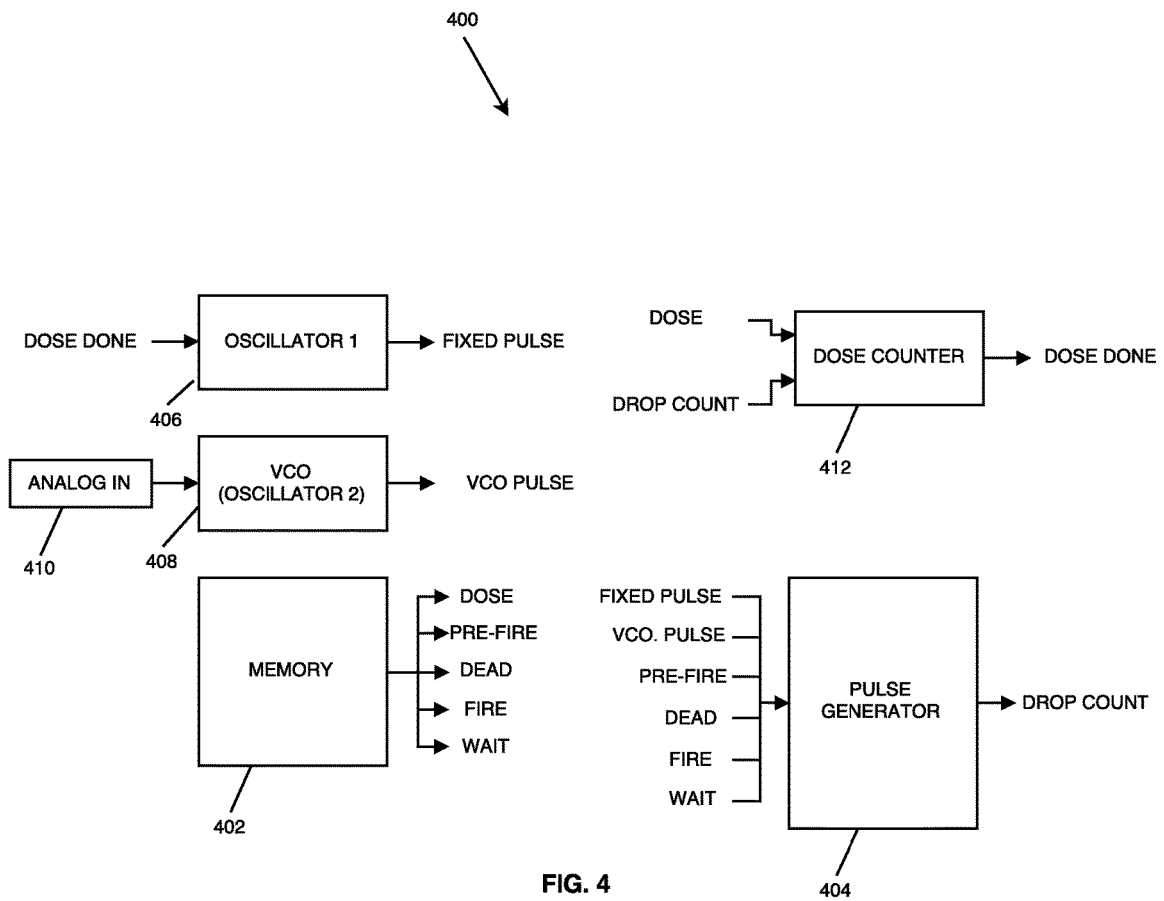 400
DOSE DONE
OSCILLATOR 1
FIXED PULSE
406
ANALOG IN
410
VCO
(OSCILLATOR 2)
VCO PULSE
408
MEMORY
DOSE
PRE-FIRE
DEAD
FIRE
WAIT
402
DOSE
DROP COUNT
DOSE COUNTER
DOSE DONE
412
FIXED PULSE
VCO. PULSE
PRE-FIRE
DEAD
FIRE
WAIT
PULSE
GENERATOR
DROP COUNT
404
FIG. 4